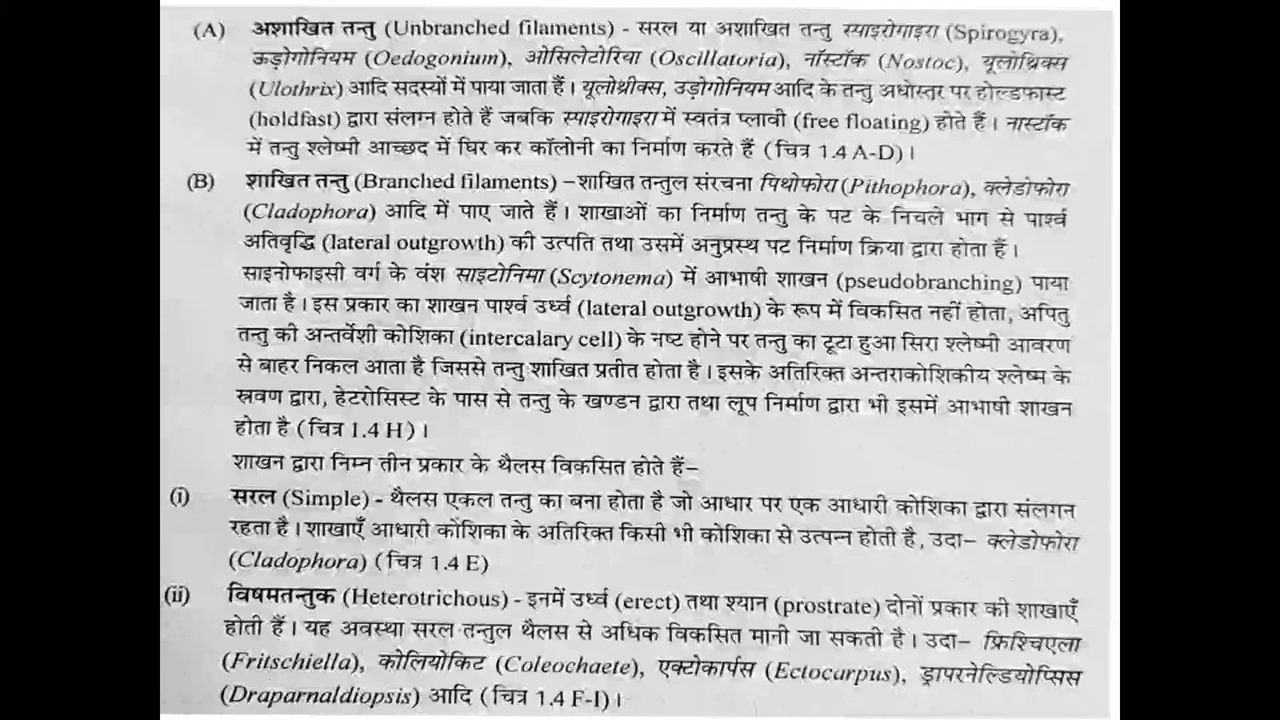 (A) अशाखित तन्तु (Unbranched filaments) - सरल या अशाखित तन्तु स्पाइरोगाइरा (Spirogyra),
ऊड़ोगोनियम (Oedogonium), ओसिलेटोरिया (Oscillatoria), नॉस्टॉक (Nostoc), यूलोथ्रिक्स
(Ulothrix) आदि सदस्यों में पाया जाता हैं। यूलोथ्रीक्स, उड़ोगोनियम आदि के तन्तु अधोस्तर पर होल्डफास्ट
(holdfast) द्वारा संलग्न होते हैं जबकि स्पाइरोगाइरा में स्वतंत्र प्लावी (free floating) होते हैं। नास्टॉक
में तन्तु श्लेष्मी आच्छद में घिर कर कॉलोनी का निर्माण करते हैं (चित्र 1.4 A-D)।
(B) शाखित तन्तु (Branched filaments) –शाखित तन्तुल संरचना पिथोफोरा (Pithophora), क्लेडोफोरा
(Cladophora) आदि में पाए जाते हैं। शाखाओं का निर्माण तन्तु के पट के निचले भाग से पार्श्व
अतिवृद्धि (lateral outgrowth) की उत्पति तथा उसमें अनुप्रस्थ पट निर्माण क्रिया द्वारा होता हैं।
साइनोफाइसी वर्ग के वंश साइटोनिमा (Scytonema) में आभाषी शाखन (pseudobranching) पाया
जाता है। इस प्रकार का शाखन पार्श्व उर्ध्व (lateral outgrowth) के रूप में विकसित नहीं होता, अपितु
तन्तु की अन्तर्वेशी कोशिका (intercalary cell) के नष्ट होने पर तन्तु का टूटा हुआ सिरा श्लेष्मी आवरण
से बाहर निकल आता है जिससे तन्तु शाखित प्रतीत होता है। इसके अतिरिक्त अन्तराकोशिकीय श्लेष्म के
स्रवण द्वारा, हेटरोसिस्ट के पास से तन्तु के खण्डन द्वारा तथा लूप निर्माण द्वारा भी इसमें आभाषी शाखन
होता है (चित्र 1.4 H)।
शाखन द्वारा निम्न तीन प्रकार के थैलस विकसित होते हैं–
(i) सरल (Simple) - थैलस एकल तन्तु का बना होता है जो आधार पर एक आधारी कोशिका द्वारा संलगन
रहता है। शाखाएँ आधारी कोशिका के अतिरिक्त किसी भी कोशिका से उत्पन्न होती है, उदा– क्लेडोफोरा
(Cladophora) (चित्र 1.4 E)
(ii) विषमतन्तुक (Heterotrichous) - इनमें उर्ध्व (erect) तथा श्यान (prostrate) दोनों प्रकार की शाखाएँ
होती हैं। यह अवस्था सरल तन्तुल थैलस से अधिक विकसित मानी जा सकती है। उदा– फ्रिश्चिएला
(Fritschiella), कोलियोकिट (Coleochaete), एक्टोकार्पस (Ectocarpus), ड्रापरनेल्डियोप्सिस
(Draparnaldiopsis) आदि (चित्र 1.4 F-I)।